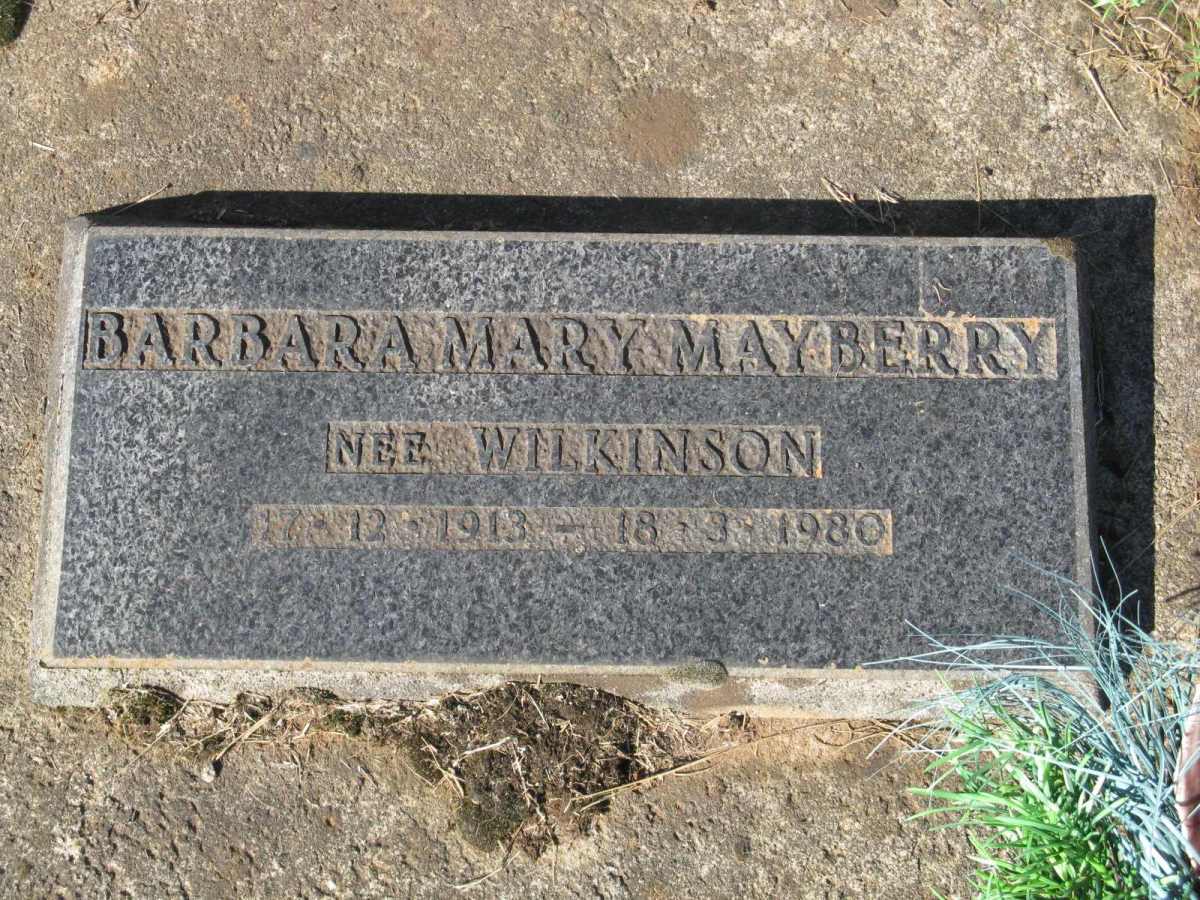 BARBARA MARY MAYBERRY
NEE WILKINSON
17·12·1913 – 18·3·1980